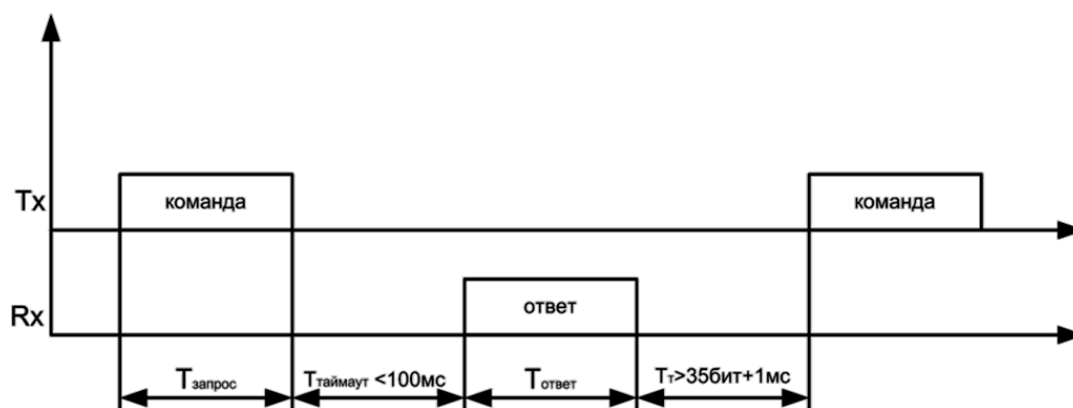 Tx
команда
команда
Rx
ответ
Tзапрос
Tтаймаут <100мс
Tответ
Tт>35бит+1мс